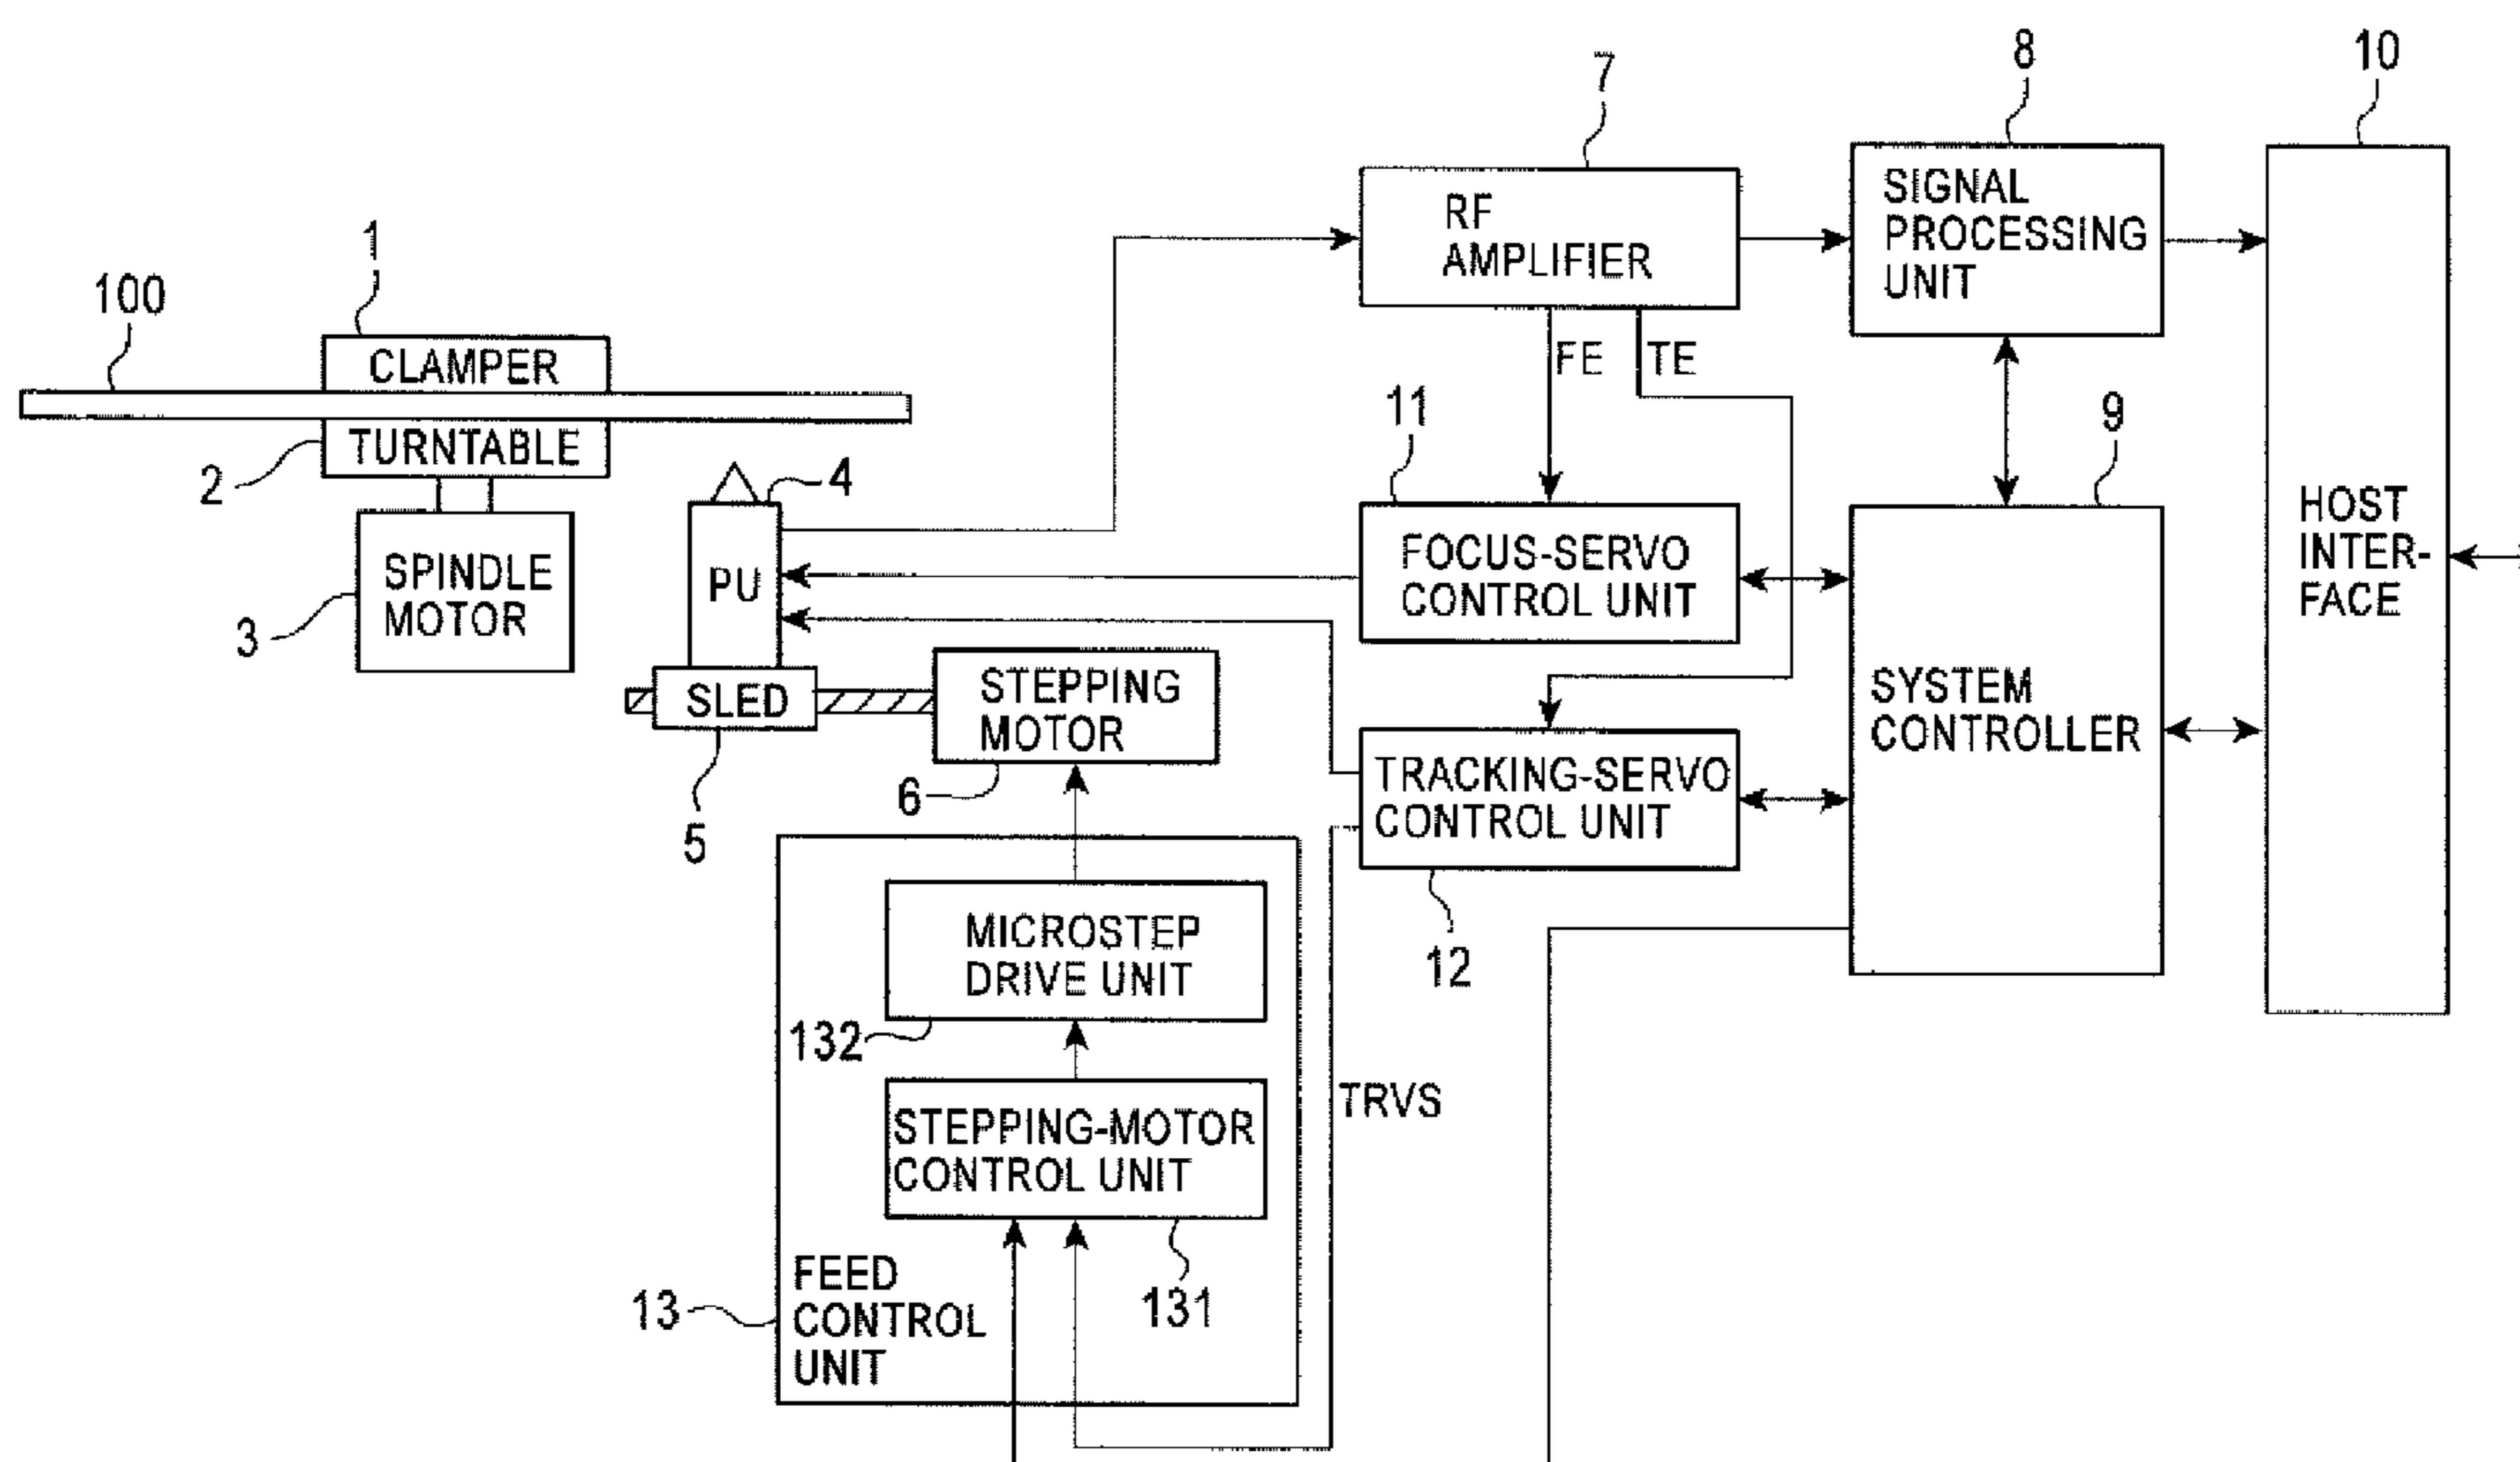 7
8
10
RF
AMPLIFIER
SIGNAL
PROCESSING
UNIT
1
100
CLAMPER
FE
TE
TURNTABLE
2
4
11
9
HOST
INTER-
FACE
SPINDLE
MOTOR
3
PU
FOCUS-SERVO
CONTROL UNIT
SLED
5
STEPPING
MOTOR
6
SYSTEM
CONTROLLER
TRACKING-SERVO
CONTROL UNIT
12
MICROSTEP
DRIVE UNIT
132
TRVS
STEPPING-MOTOR
CONTROL UNIT
131
FEED
CONTROL
UNIT
13